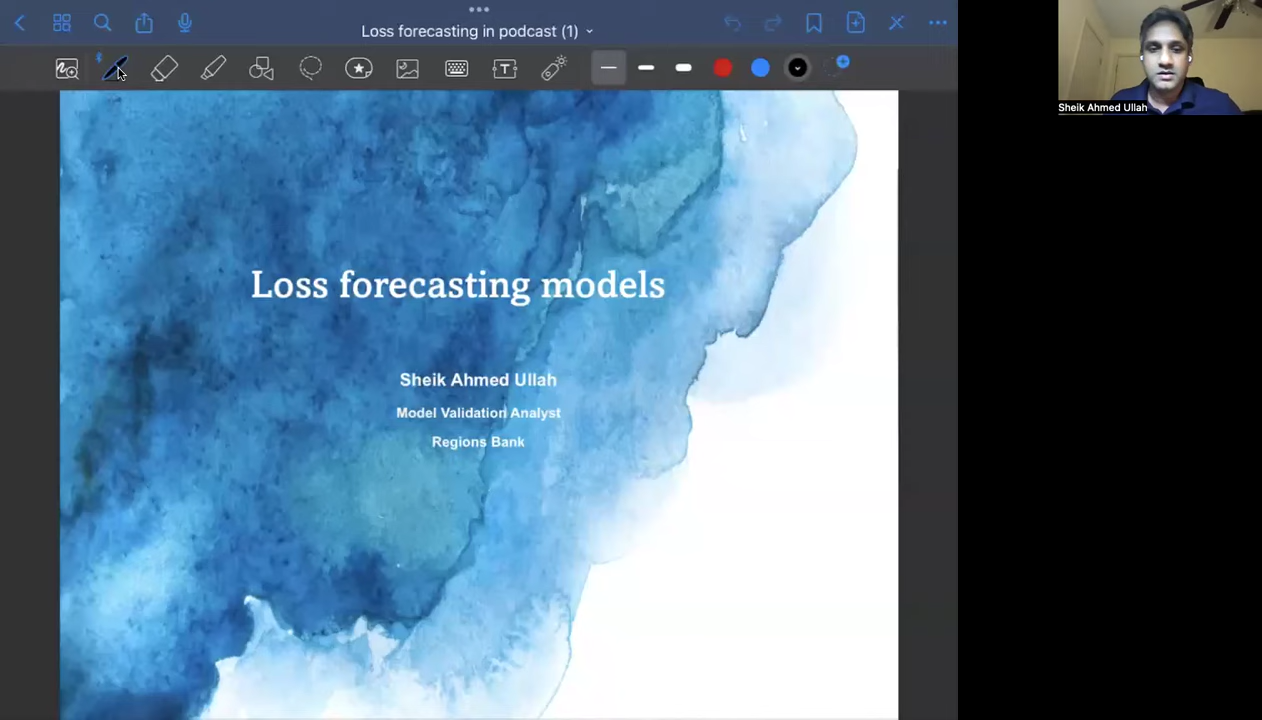 Loss forecasting in podcast (1)
T
Sheik Ahmed Ullah
Loss forecasting models
Sheik Ahmed Ullah
Model Validation Analyst
Regions Bank